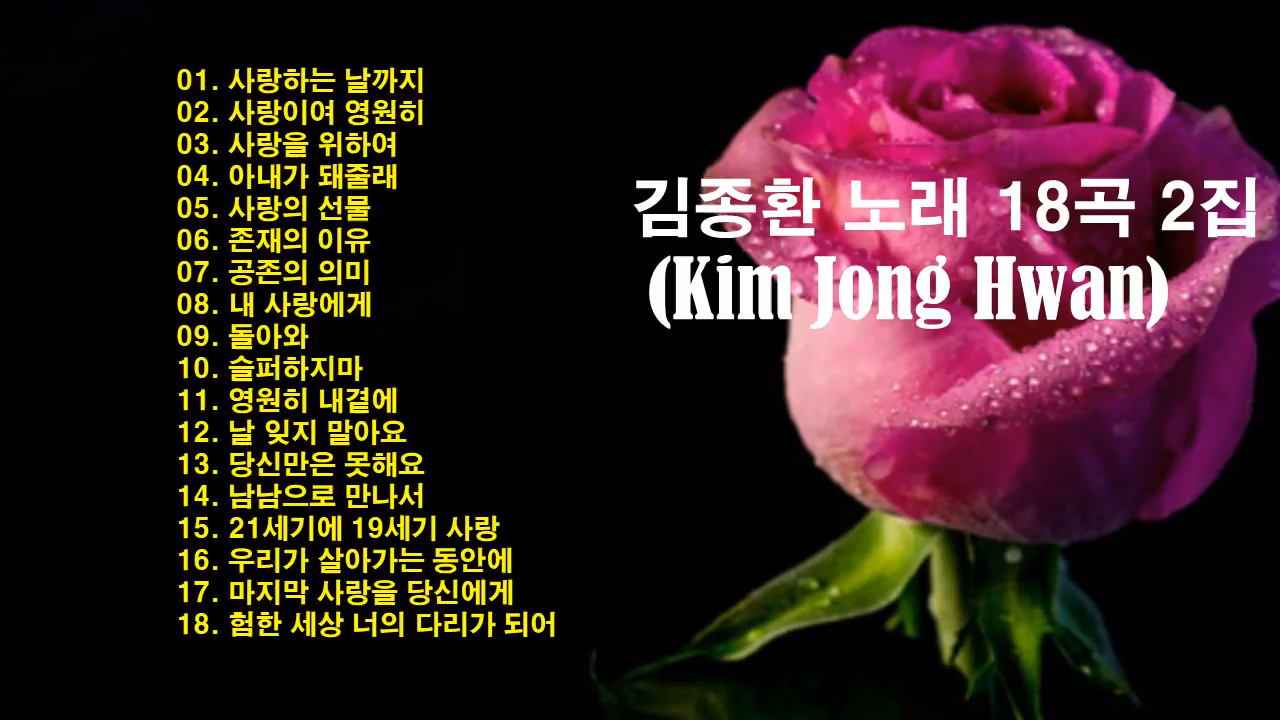 01. 사랑하는 날까지
02. 사랑이여 영원히
03. 사랑을 위하여
04. 아내가 돼줄래
05. 사랑의 선물
06. 존재의 이유
07. 공존의 의미
08. 내 사랑에게
09. 돌아와
10. 슬퍼하지마
11. 영원히 내곁에
12. 날 잊지 말아요
13. 당신만은 못해요
14. 남남으로 만나서
15. 21세기에 19세기 사랑
16. 우리가 살아가는 동안에
17. 마지막 사랑을 당신에게
18. 험한 세상 너의 다리가 되어
김종환 노래 18곡 2집
(Kim Jong Hwan)